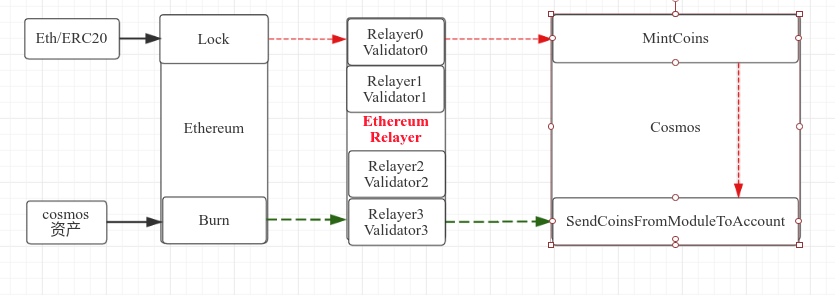 Eth/ERC20
Lock
Ethereum
cosmos
资产
Burn
Relayer0
Validator0
Relayer1
Validator1
Ethereum
Relayer
Relayer2
Validator2
Relayer3
Validator3
MintCoins
Cosmos
SendCoinsFromModuleToAccount